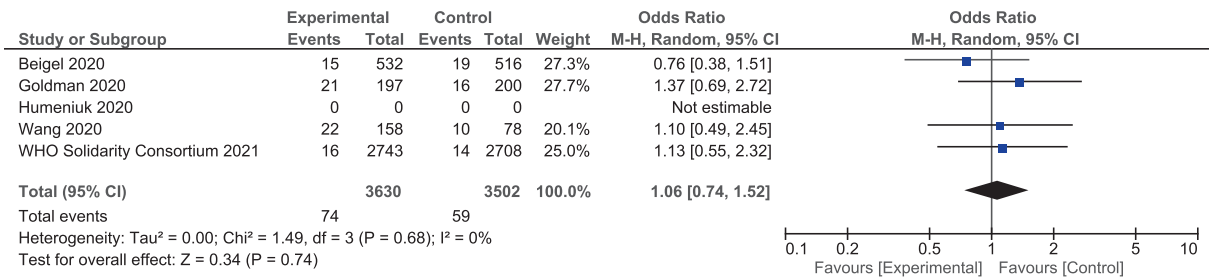 Experimental Control Odds Ratio Odds Ratio
Study or Subgroup Events Total Events Total Weight M-H, Random, 95% CI M-H, Random, 95% CI
Beigel 2020 15 532 19 516 27.3% 0.76 [0.38, 1.51]
Goldman 2020 21 197 16 200 27.7% 1.37 [0.69, 2.72]
Humeniuk 2020 0 0 0 0 Not estimable
Wang 2020 22 158 10 78 20.1% 1.10 [0.49, 2.45]
WHO Solidarity Consortium 2021 16 2743 14 2708 25.0% 1.13 [0.55, 2.32]
Total (95% CI) 3630 3502 100.0% 1.06 [0.74, 1.52]
Total events 74 59
Heterogeneity: Tau² = 0.00; Chi² = 1.49, df = 3 (P = 0.68); I² = 0%
Test for overall effect: Z = 0.34 (P = 0.74)
0.1 0.2 0.5 1 2 5 10
Favours [Experimental] Favours [Control]